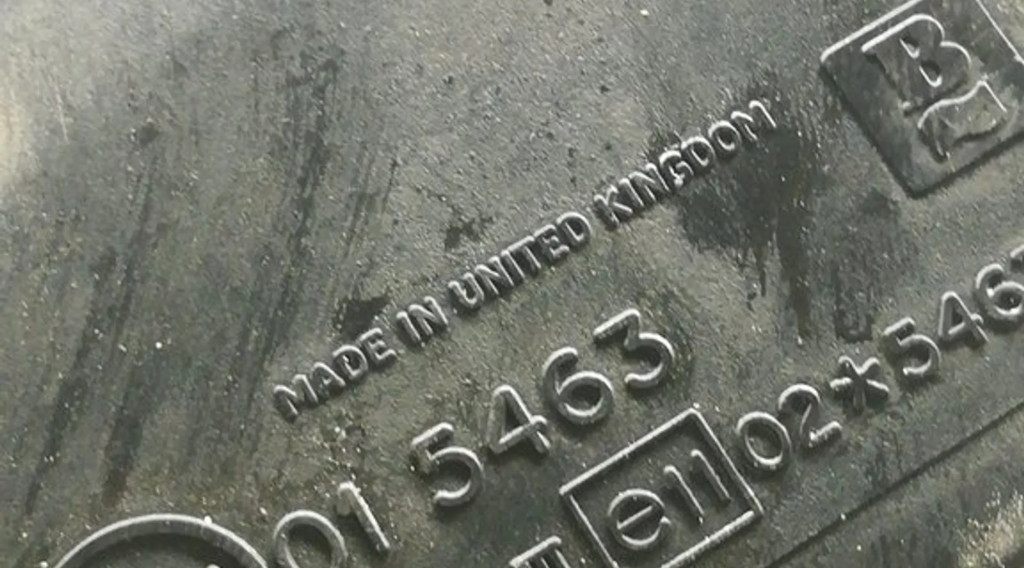 B
MADE IN UNITED KINGDOM
01 5463
e11 02*546